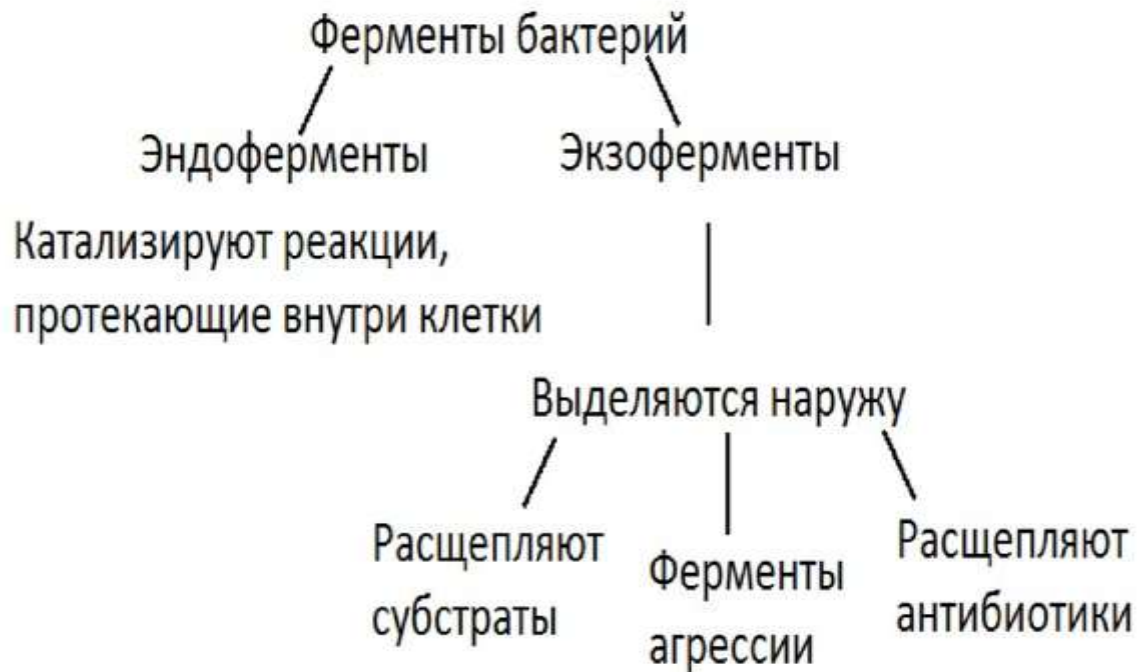 Ферменты бактерий
Эндоферменты
Экзоферменты
Катализируют реакции,
протекающие внутри клетки
Выделяются наружу
Расщепляют
субстраты
Ферменты
агрессии
Расщепляют
антибиотики